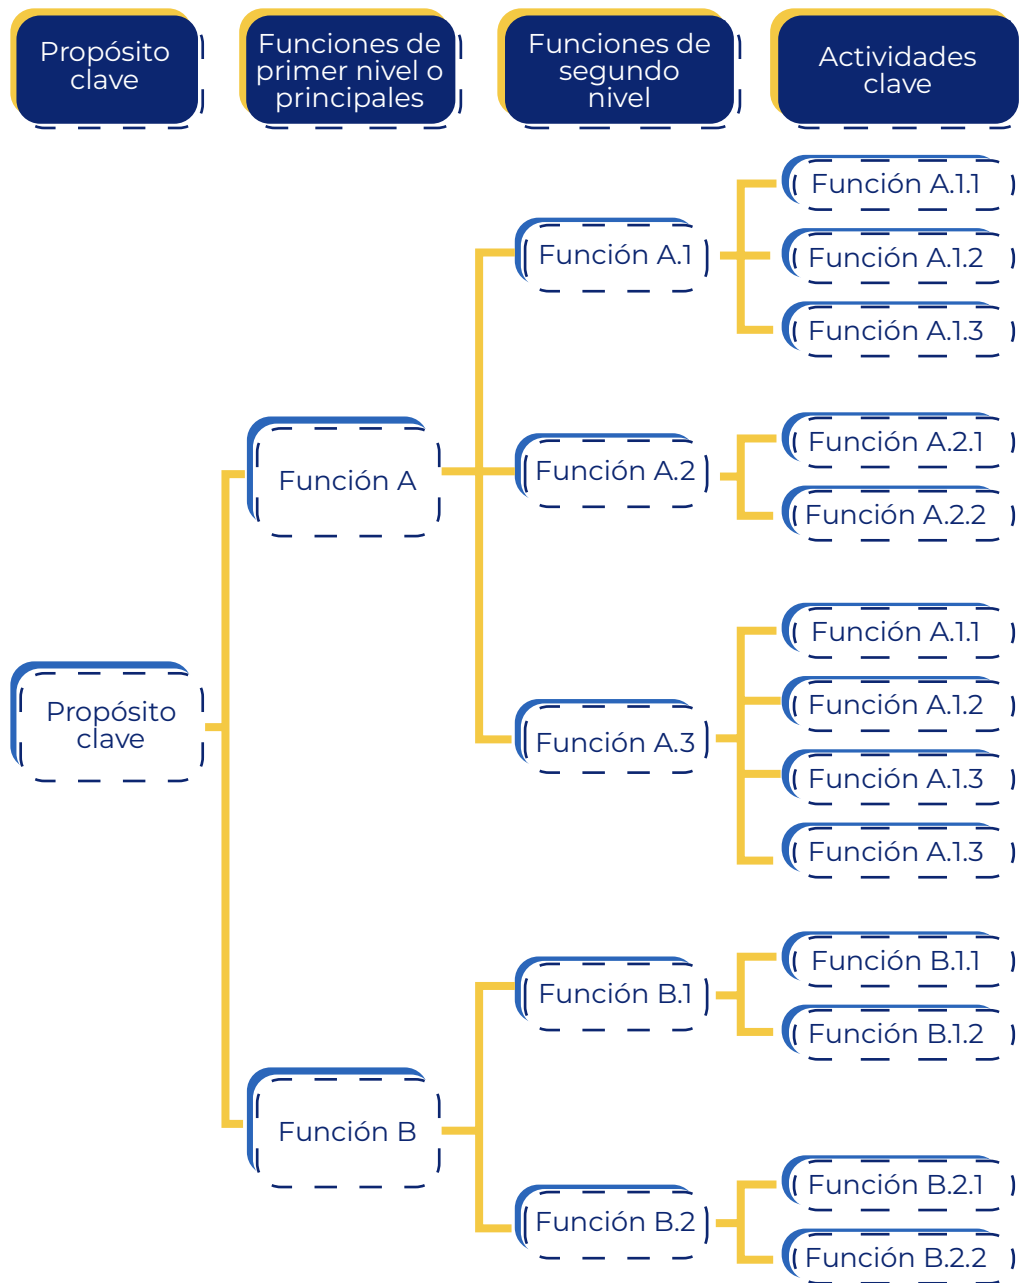 Propósito
clave
Funciones de
primer nivel o
principales
Funciones de
segundo
nivel
Actividades
clave
Función A.1.1
Función A.1
Función A.1.2
Función A.1.3
Función A.2.1
Función A
Función A.2
Función A.2.2
Función A.1.1
Propósito
clave
Función A.1.2
Función A.3
Función A.1.3
Función A.1.3
Función B.1.1
Función B.1
Función B.1.2
Función B
Función B.2.1
Función B.2
Función B.2.2